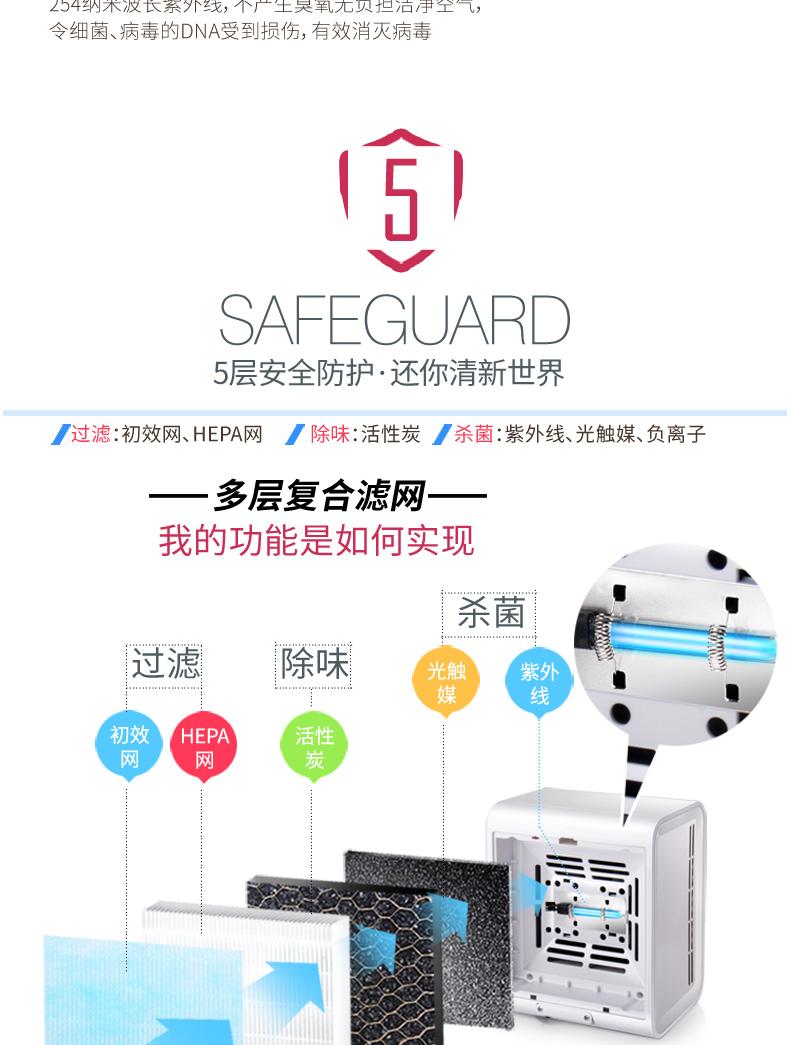 254纳米波长紫外线,不产生臭氧无负担洁净空气,
令细菌、病毒的DNA受到损伤,有效消灭病毒
5
SAFEGUARD
5层安全防护·还你清新世界
过滤:初效网、HEPA网 除味:活性炭 杀菌:紫外线、光触媒、负离子
多层复合滤网
我的功能是如何实现
杀菌
过滤
除味
光触
媒
紫外
线
初效
网
HEPA
网
活性
炭